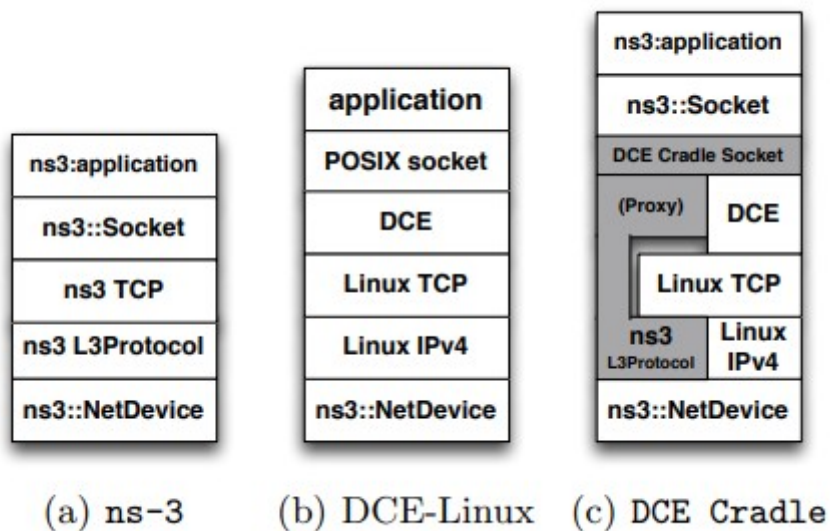 ns3:application
ns3::Socket
ns3 TCP
ns3 L3Protocol
ns3::NetDevice
(a) ns-3
application
POSIX socket
DCE
Linux TCP
Linux IPv4
ns3::NetDevice
(b) DCE-Linux
ns3:application
ns3::Socket
DCE Cradle Socket
(Proxy)
DCE
Linux TCP
ns3
L3Protocol
Linux
IPv4
ns3::NetDevice
(c) DCE Cradle